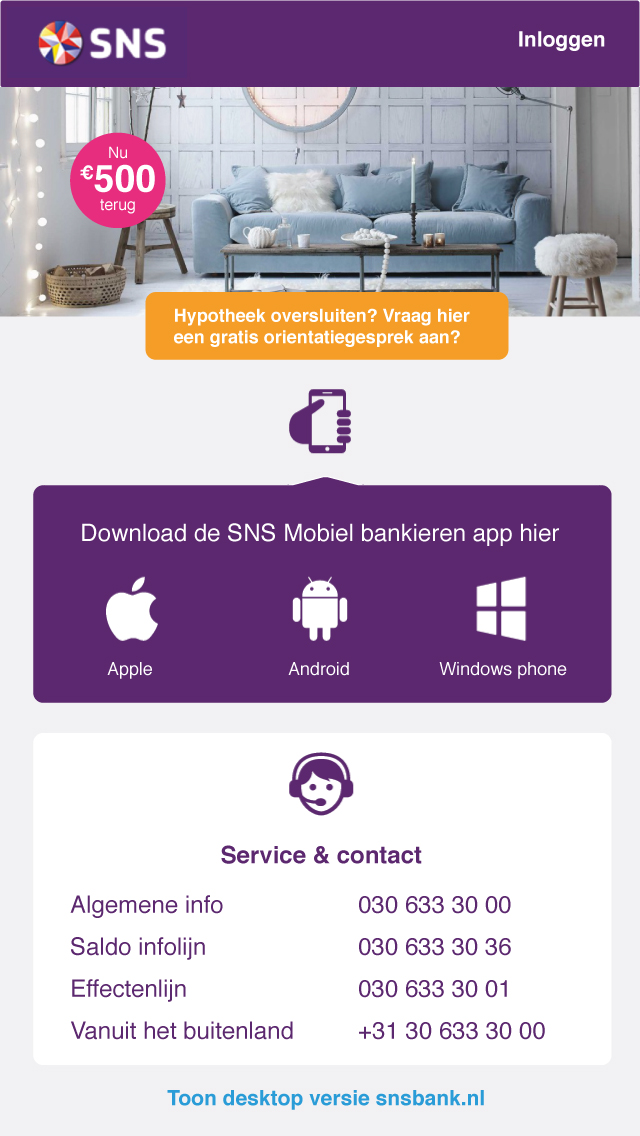 SNS
Inloggen
Nu
€500
terug
Hypotheek oversluiten? Vraag hier
een gratis orientatiegesprek aan?
Download de SNS Mobiel bankieren app hier
Apple
Android
Windows phone
Service & contact
Algemene info 030 633 30 00
Saldo infolijn 030 633 30 36
Effectenlijn 030 633 30 01
Vanuit het buitenland +31 30 633 30 00
Toon desktop versie snsbank.nl